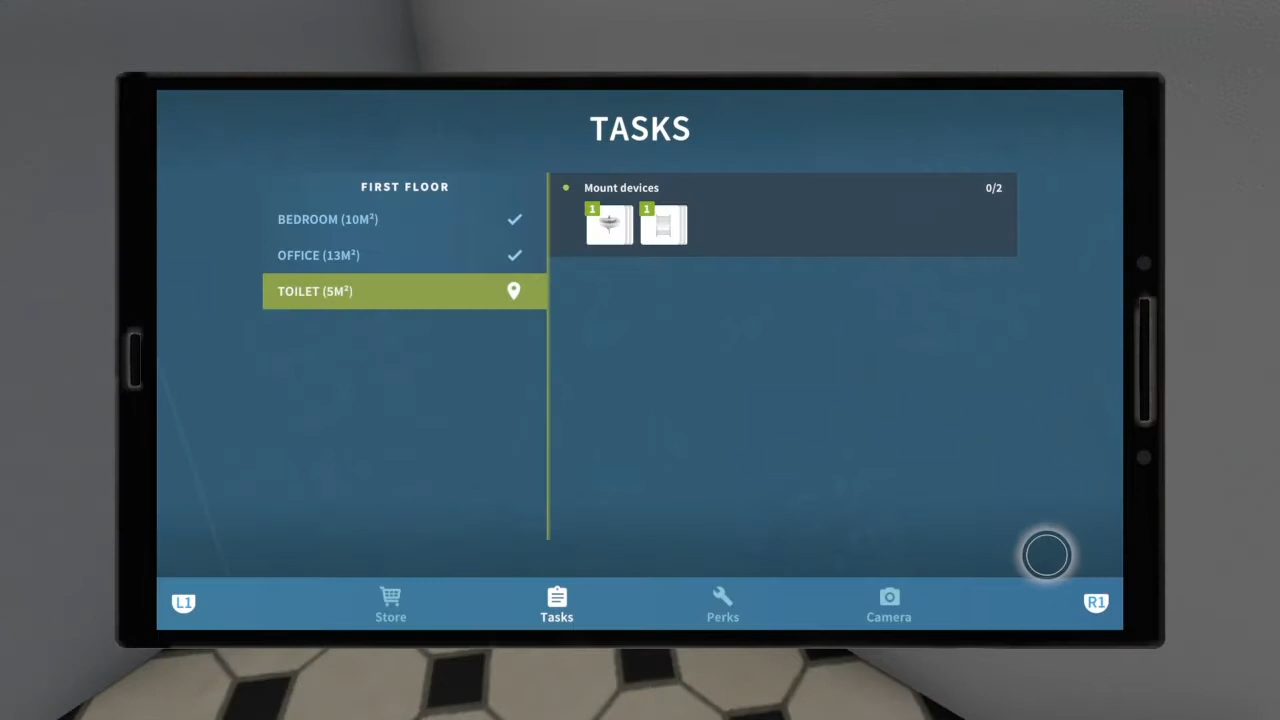 TASKS
FIRST FLOOR
BEDROOM (10M²)
OFFICE (13M²)
TOILET (5M²)
Mount devices 0/2
1 1
L1
Store
Tasks
Perks
Camera
R1